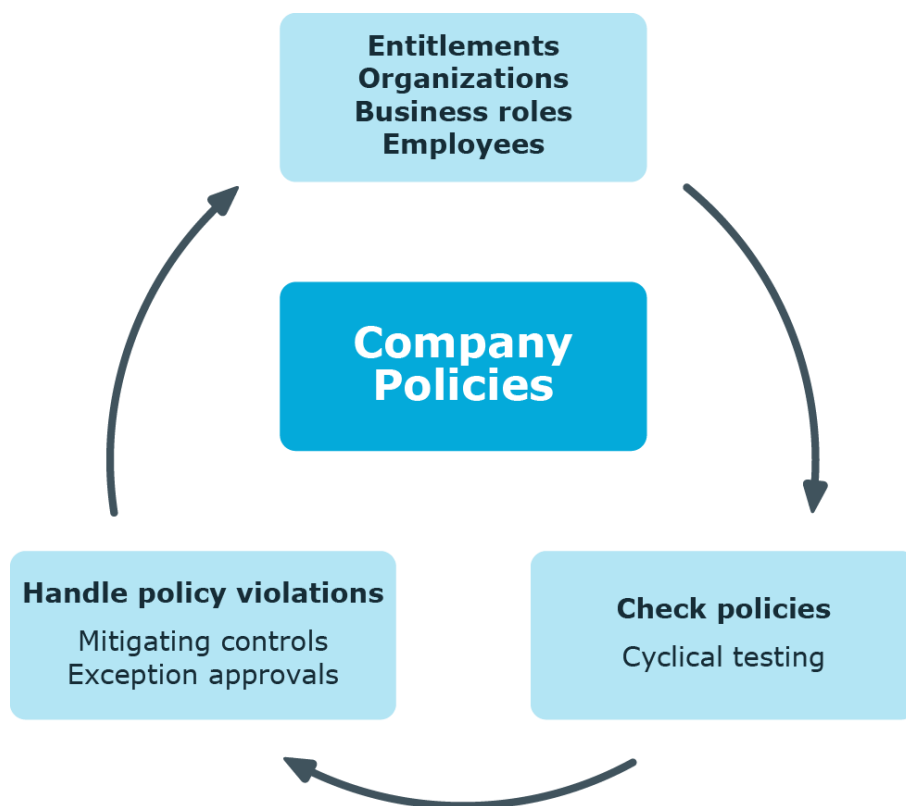 Entitlements
Organizations
Business roles
Employees
Company
Policies
Handle policy violations
Mitigating controls
Exception approvals
Check policies
Cyclical testing